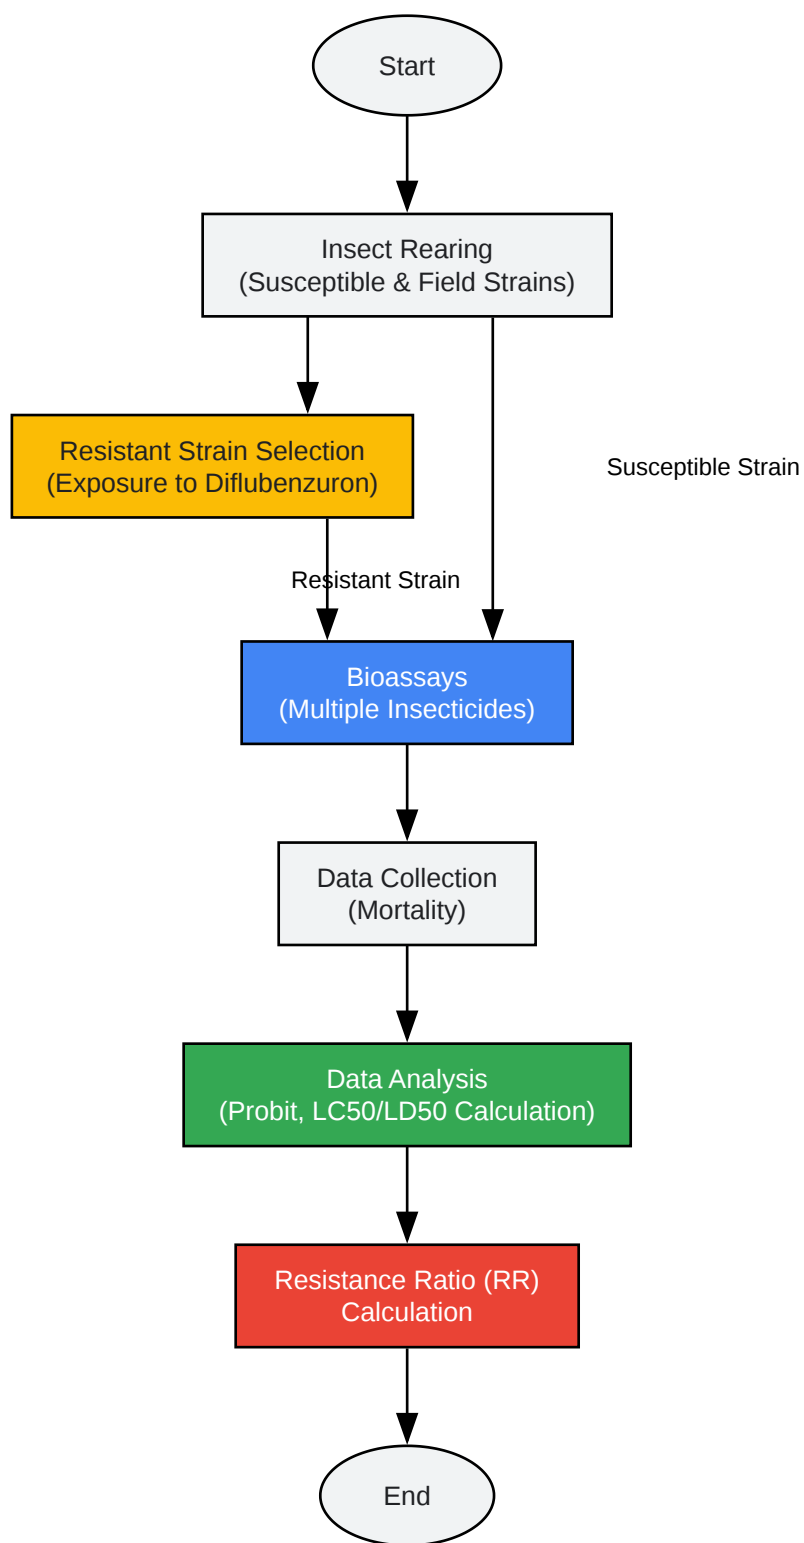 Start
Insect Rearing
(Susceptible & Field Strains)
Resistant Strain Selection
(Exposure to Diflubenzuron)
Susceptible Strain
Resistant Strain
Bioassays
(Multiple Insecticides)
Data Collection
(Mortality)
Data Analysis
(Probit, LC50/LD50 Calculation)
Resistance Ratio (RR)
Calculation
End